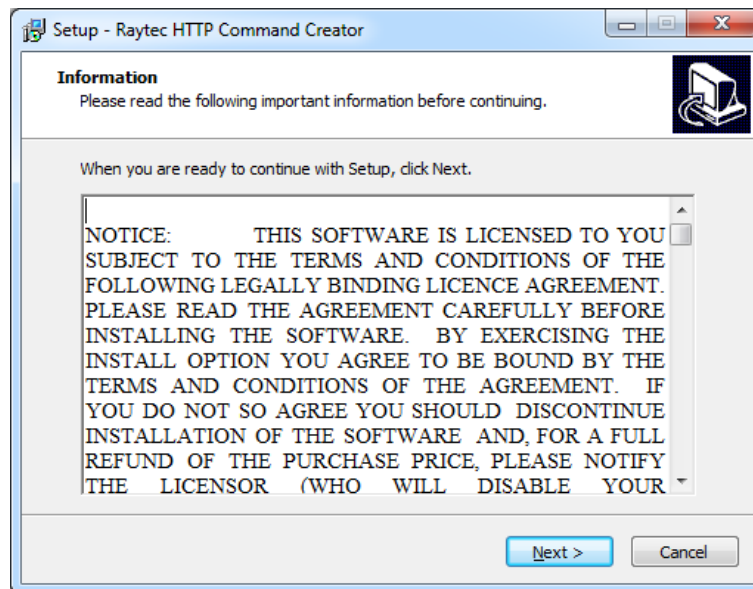 Setup - Raytec HTTP Command Creator
Information
Please read the following important information before continuing.
When you are ready to continue with Setup, click Next.
NOTICE: THIS SOFTWARE IS LICENSED TO YOU
SUBJECT TO THE TERMS AND CONDITIONS OF THE
FOLLOWING LEGALLY BINDING LICENCE AGREEMENT.
PLEASE READ THE AGREEMENT CAREFULLY BEFORE
INSTALLING THE SOFTWARE. BY EXERCISING THE
INSTALL OPTION YOU AGREE TO BE BOUND BY THE
TERMS AND CONDITIONS OF THE AGREEMENT. IF
YOU DO NOT SO AGREE YOU SHOULD DISCONTINUE
INSTALLATION OF THE SOFTWARE AND, FOR A FULL
REFUND OF THE PURCHASE PRICE, PLEASE NOTIFY
THE LICENSOR (WHO WILL DISABLE YOUR
Next > Cancel